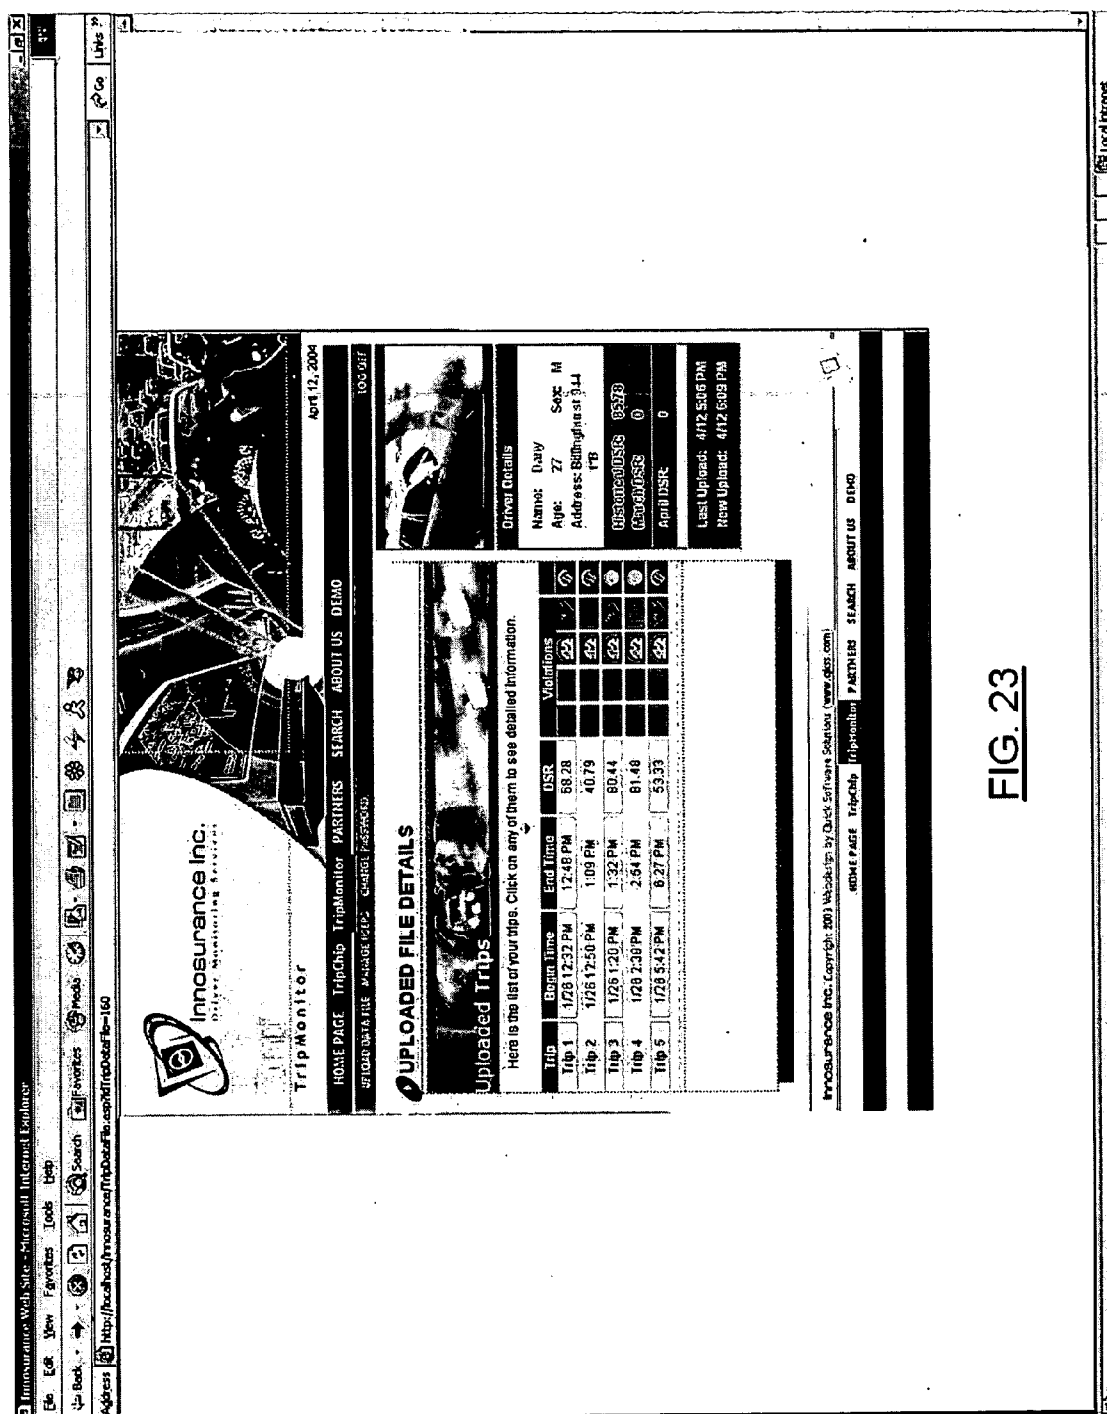 Innosurance Web Site - Microsoft Internet Explorer
File Edit View Favorites Tools Help
Back Search Favorites Media
Address http://localhost/Innosurance/TripDataFile.asp?idTripDataFile=160 Go Links »
Innosurance Inc.
Driver Monitoring Services
TripMonitor
April 12, 2004
HOME PAGE TripChip TripMonitor PARTNERS SEARCH ABOUT US DEMO
UPLOAD DATA FILE MANAGE USERS CHANGE PASSWORD LOG OFF
UPLOADED FILE DETAILS
Uploaded Trips
Here is the list of your trips. Click on any of them to see detailed information.
Trip Begin Time End Time DSR Violations
Trip 1 1/26 12:32 PM 12:48 PM 68.28
Trip 2 1/26 12:50 PM 1:09 PM 40.79
Trip 3 1/26 1:20 PM 1:32 PM 80.44
Trip 4 1/26 2:39 PM 2:54 PM 81.48
Trip 5 1/26 5:42 PM 6:27 PM 53.33
Driver Details
Name: Dany
Age: 27 Sex: M
Address: Billinghurst 944
Historical DSR: 85.78
March DSR: 0
April DSR: 0
Last Upload: 4/12 5:06 PM
New Upload: 4/12 6:09 PM
Innosurance Inc. Copyright 2003 Webdesign by Quick Software Solutions (www.qkss.com)
HOME PAGE TripChip TripMonitor PARTNERS SEARCH ABOUT US DEMO
Local intranet
FIG. 23